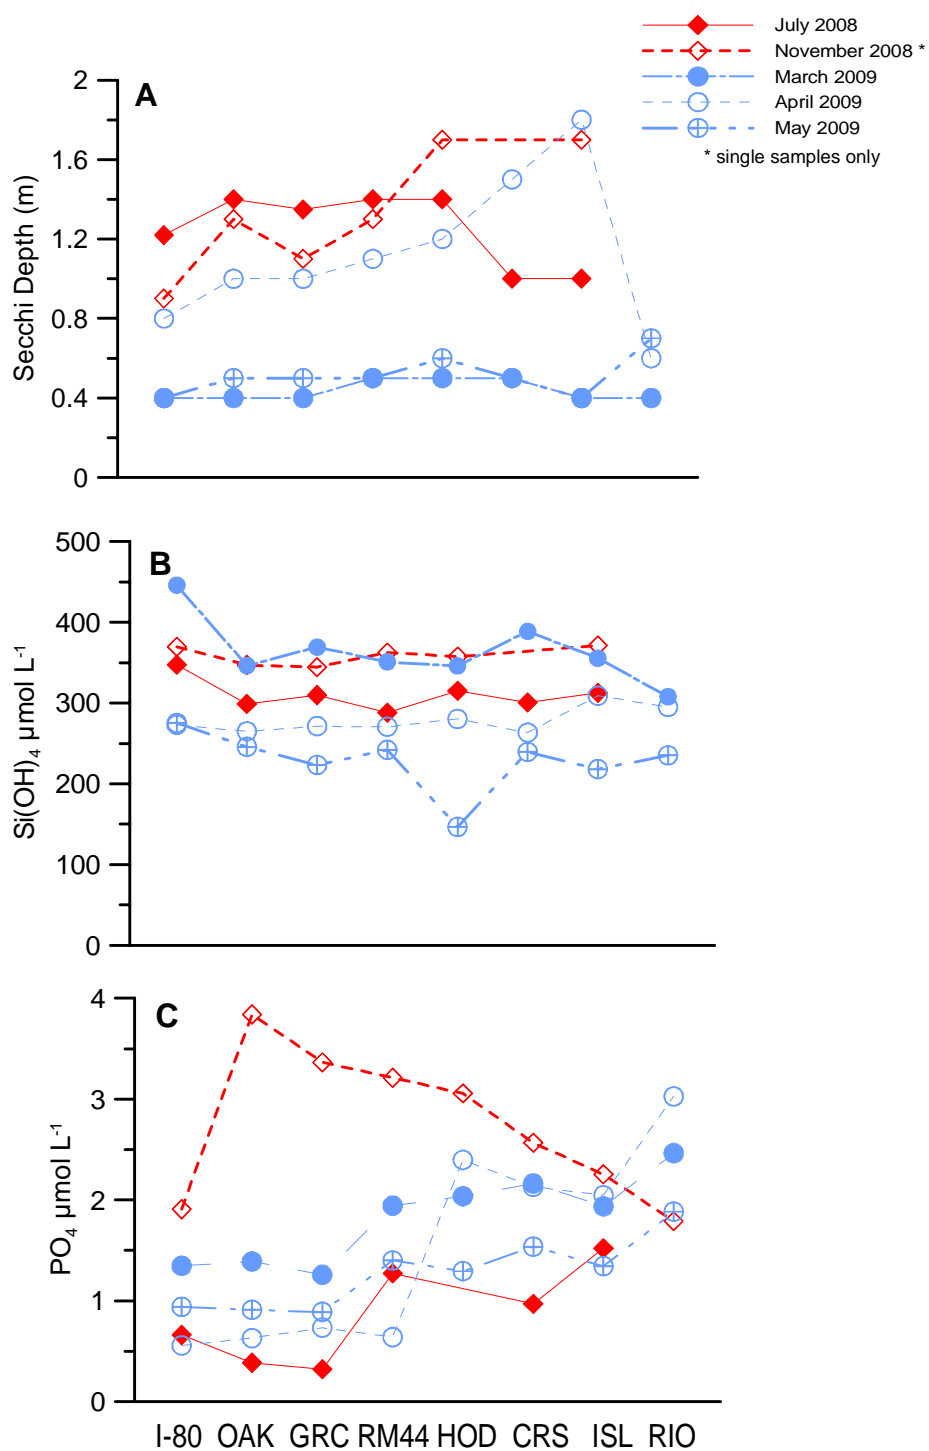 July 2008
November 2008 *
March 2009
April 2009
May 2009
* single samples only
A
2
1.6
1.2
0.8
0.4
0
Secchi Depth (m)
B
500
400
300
200
100
0
Si(OH)₄ µmol L⁻¹
C
4
3
2
1
0
PO₄ µmol L⁻¹
I-80 OAK GRC RM44 HOD CRS ISL RIO